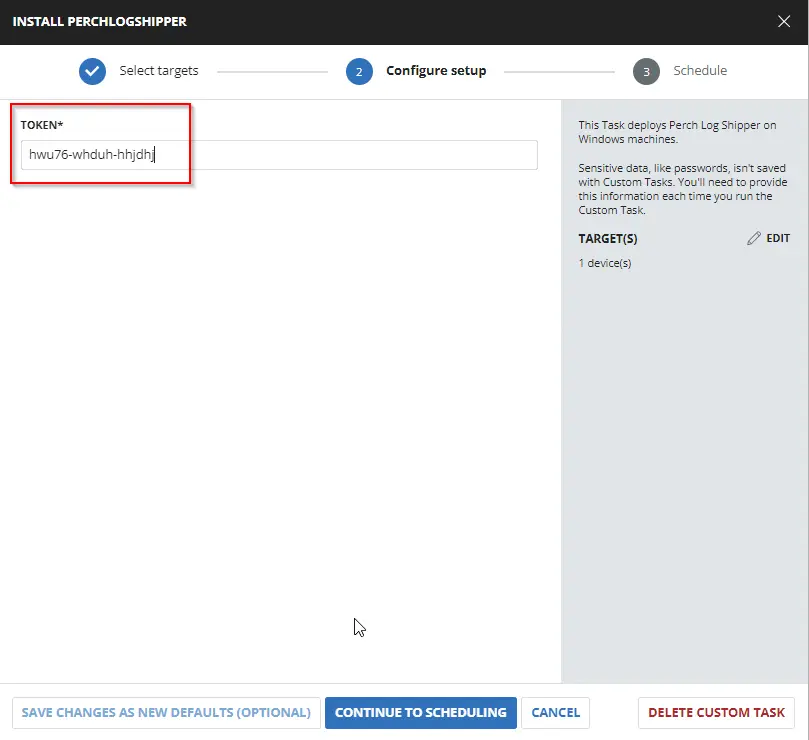 INSTALL PERCHLOGSHIPPER
Select targets
2
Configure setup
3
Schedule
TOKEN*
hwu76-whduh-hhjdhj
This Task deploys Perch Log Shipper on
Windows machines.
Sensitive data, like passwords, isn't saved
with Custom Tasks. You'll need to provide
this information each time you run the
Custom Task.
TARGET(S)
EDIT
1 device(s)
SAVE CHANGES AS NEW DEFAULTS (OPTIONAL)
CONTINUE TO SCHEDULING
CANCEL
DELETE CUSTOM TASK